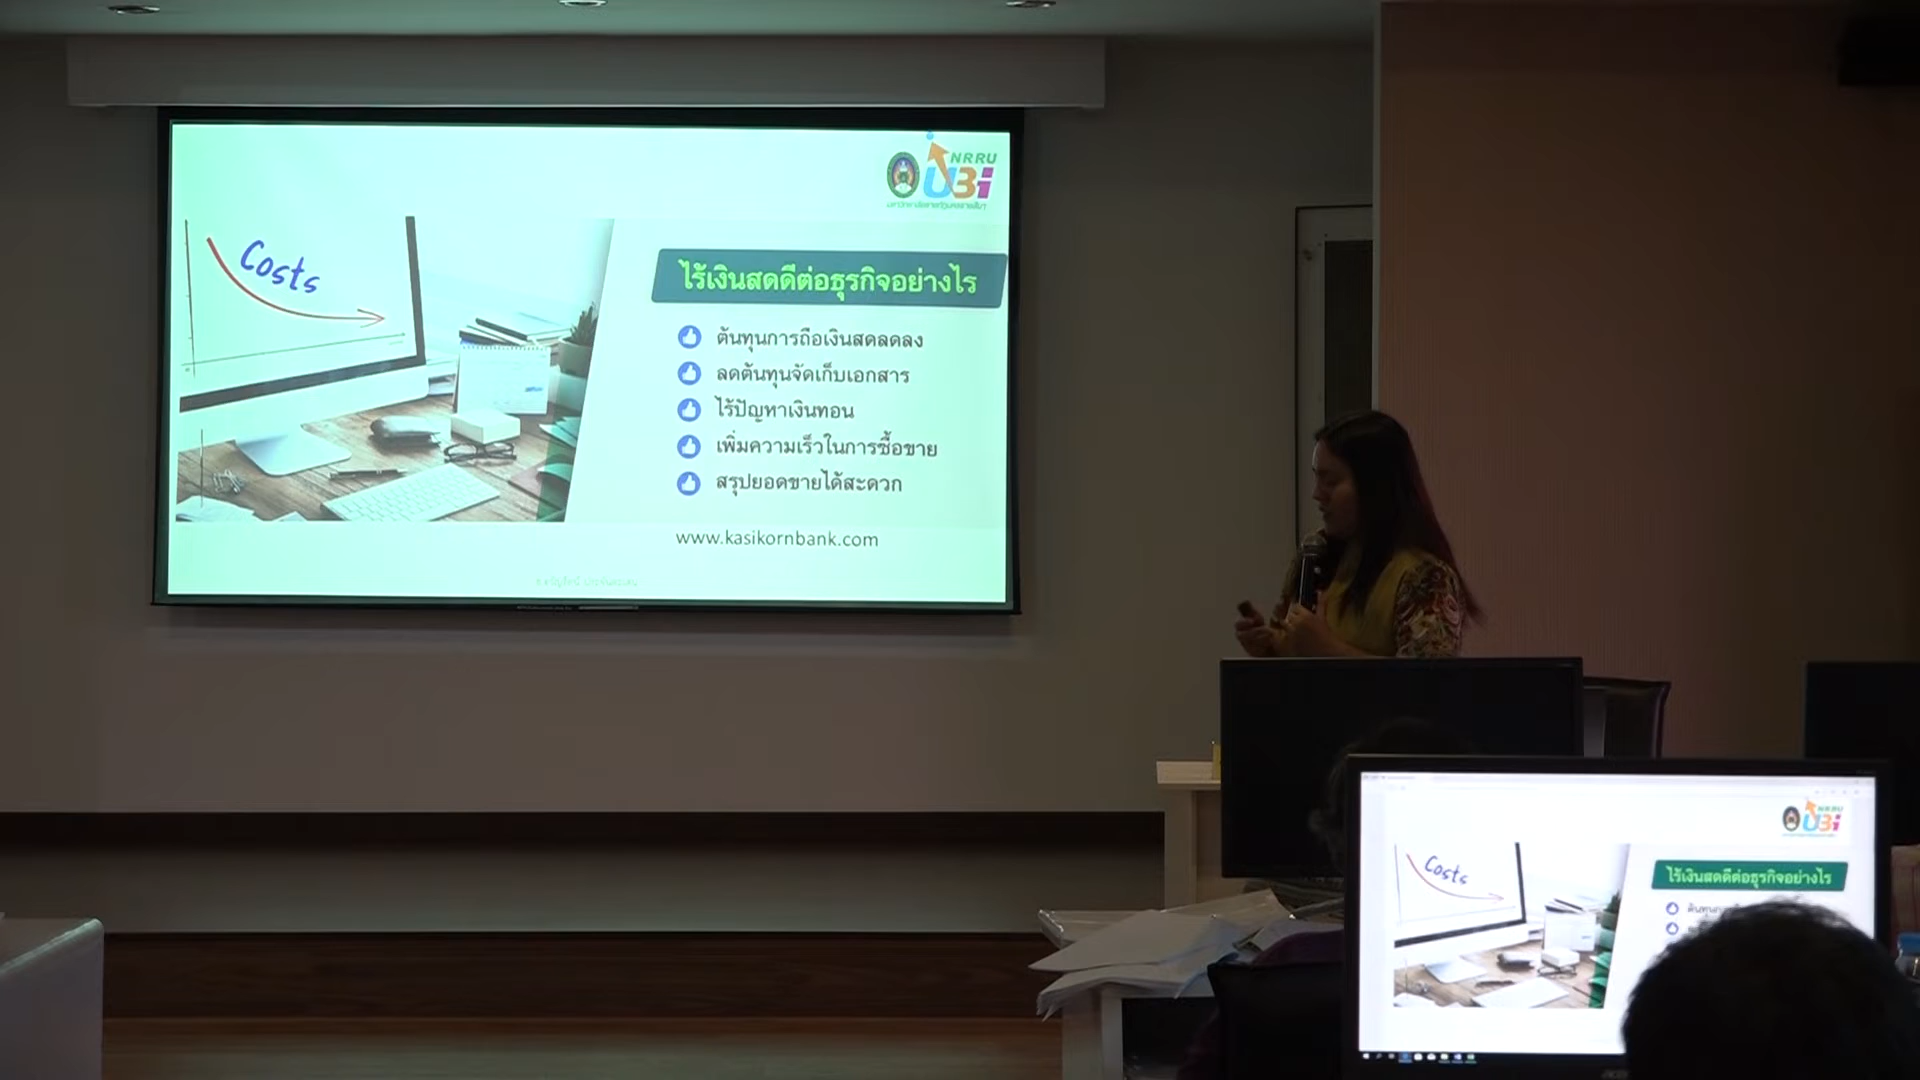 NRRU
UBi
Costs
ไร้เงินสดดีต่อธุรกิจอย่างไร
ต้นทุนการถือเงินสดลดลง
ลดต้นทุนจัดเก็บเอกสาร
ไร้ปัญหาเงินทอน
เพิ่มความเร็วในการซื้อขาย
สรุปยอดขายได้สะดวก
www.kasikornbank.com
NRRU
UBi
Costs
ไร้เงินสดดีต่อธุรกิจอย่างไร
acer